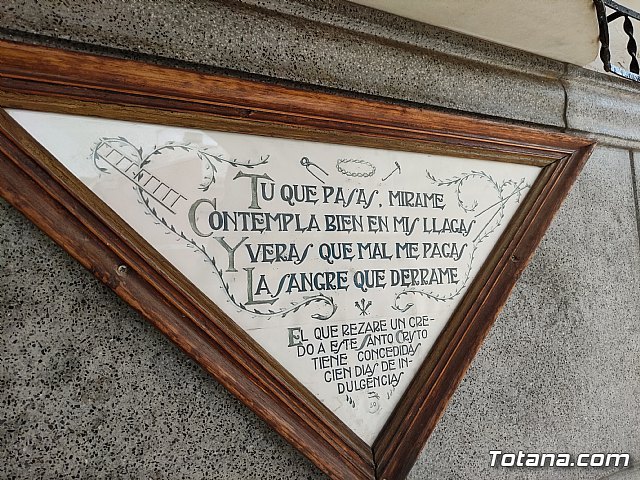 TU QUE PASAS, MIRAME
CONTEMPLA BIEN EN MIS LLAGAS
Y VERAS QUE MAL ME PAGAS
LA SANGRE QUE DERRAME
EL QUE REZARE UN CRE-
DO A ESTE SANTO CRISTO
TIENE CONCEDIDAS
CIEN DIAS DE IN-
DULGENCIAS
Totana.com